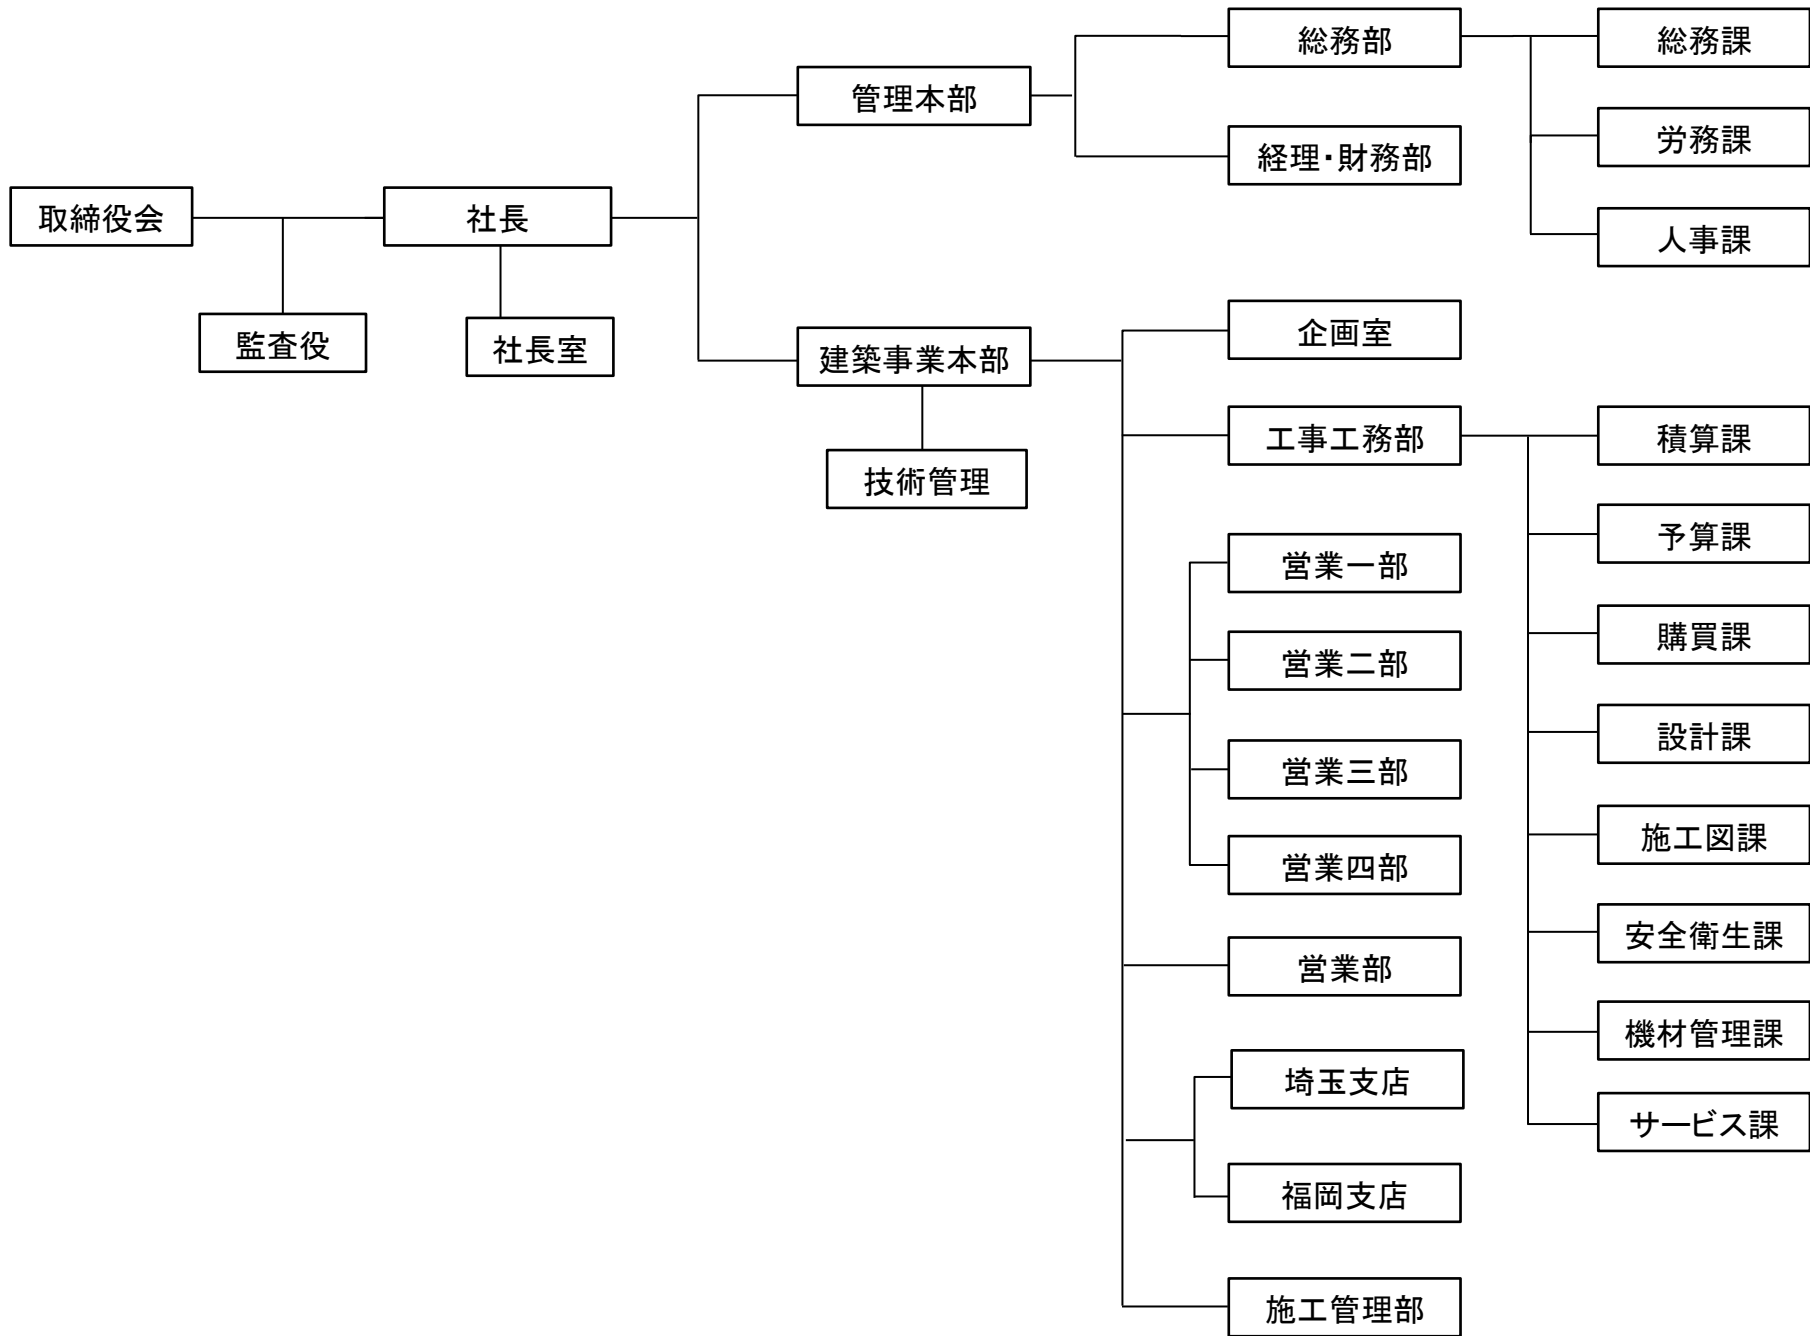 取締役会
監査役
社長
社長室
管理本部
総務部
総務課
労務課
人事課
経理・財務部
建築事業本部
技術管理
企画室
工事工務部
積算課
予算課
購買課
設計課
施工図課
安全衛生課
機材管理課
サービス課
営業一部
営業二部
営業三部
営業四部
営業部
埼玉支店
福岡支店
施工管理部